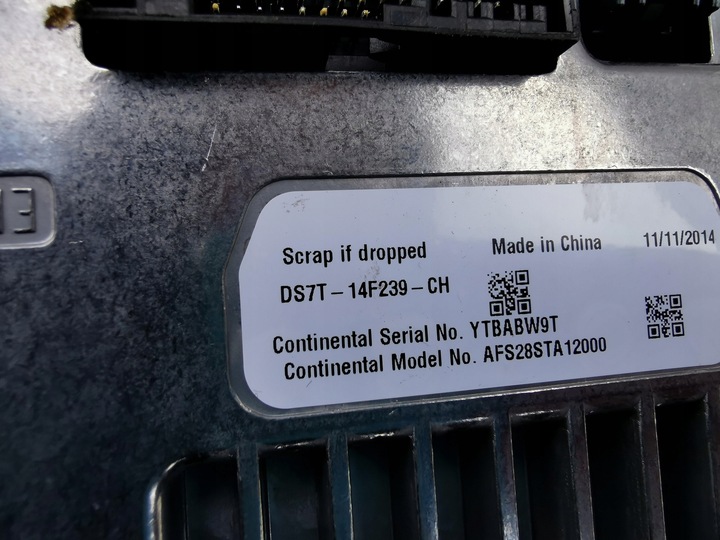 Scrap if dropped Made in China 11/11/2014
DS7T-14F239-CH
Continental Serial No. YTBABW9T
Continental Model No. AFS28STA12000